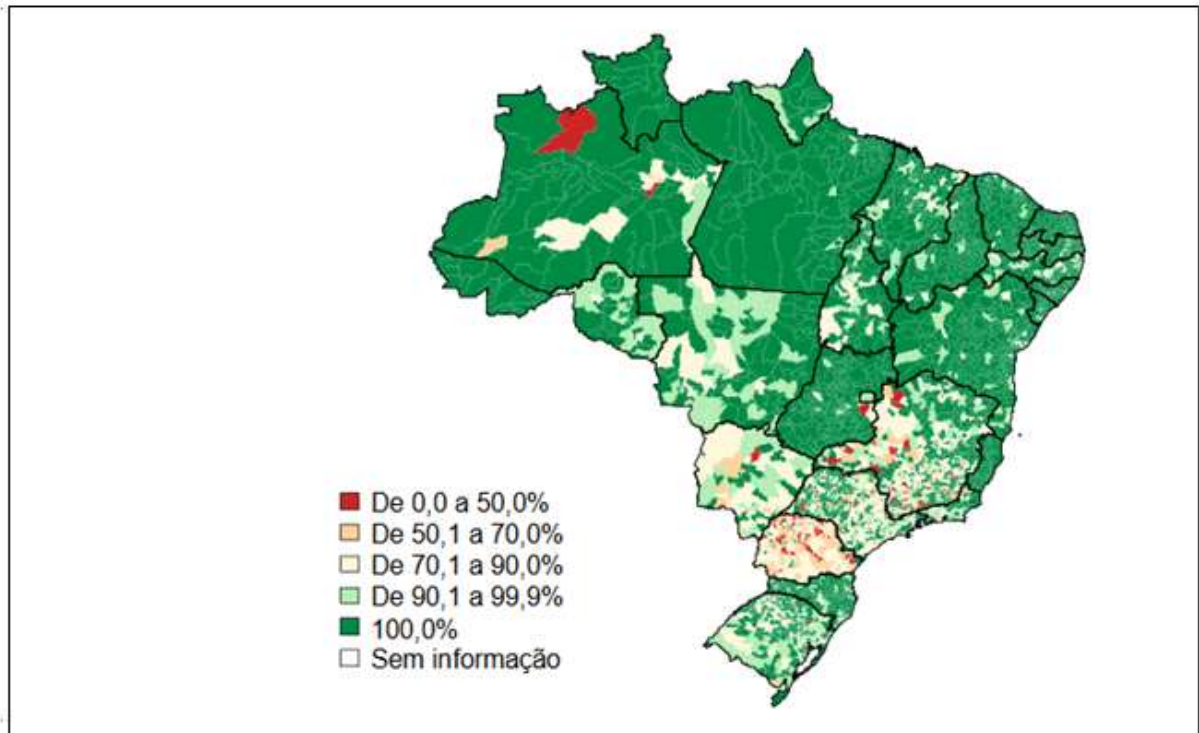 De 0,0 a 50,0%
De 50,1 a 70,0%
De 70,1 a 90,0%
De 90,1 a 99,9%
100,0%
Sem informação